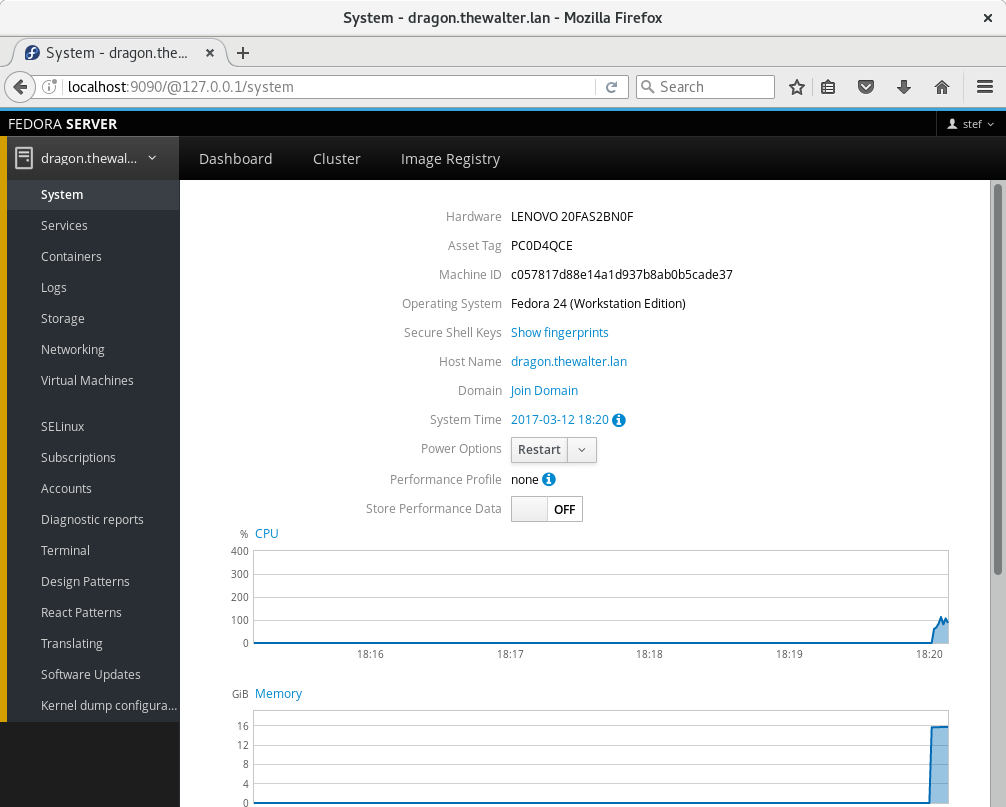 System - dragon.thewalter.lan - Mozilla Firefox
System - dragon.the...
localhost:9090/@127.0.0.1/system
Search
FEDORA SERVER
stef
dragon.thewal...
Dashboard
Cluster
Image Registry
System
Services
Containers
Logs
Storage
Networking
Virtual Machines
SELinux
Subscriptions
Accounts
Diagnostic reports
Terminal
Design Patterns
React Patterns
Translating
Software Updates
Kernel dump configura...
Hardware LENOVO 20FAS2BN0F
Asset Tag PC0D4QCE
Machine ID c057817d88e14a1d937b8ab0b5cade37
Operating System Fedora 24 (Workstation Edition)
Secure Shell Keys Show fingerprints
Host Name dragon.thewalter.lan
Domain Join Domain
System Time 2017-03-12 18:20
Power Options Restart
Performance Profile none
Store Performance Data OFF
% CPU
400
300
200
100
0
18:16 18:17 18:18 18:19 18:20
GiB Memory
16
12
8
4
0